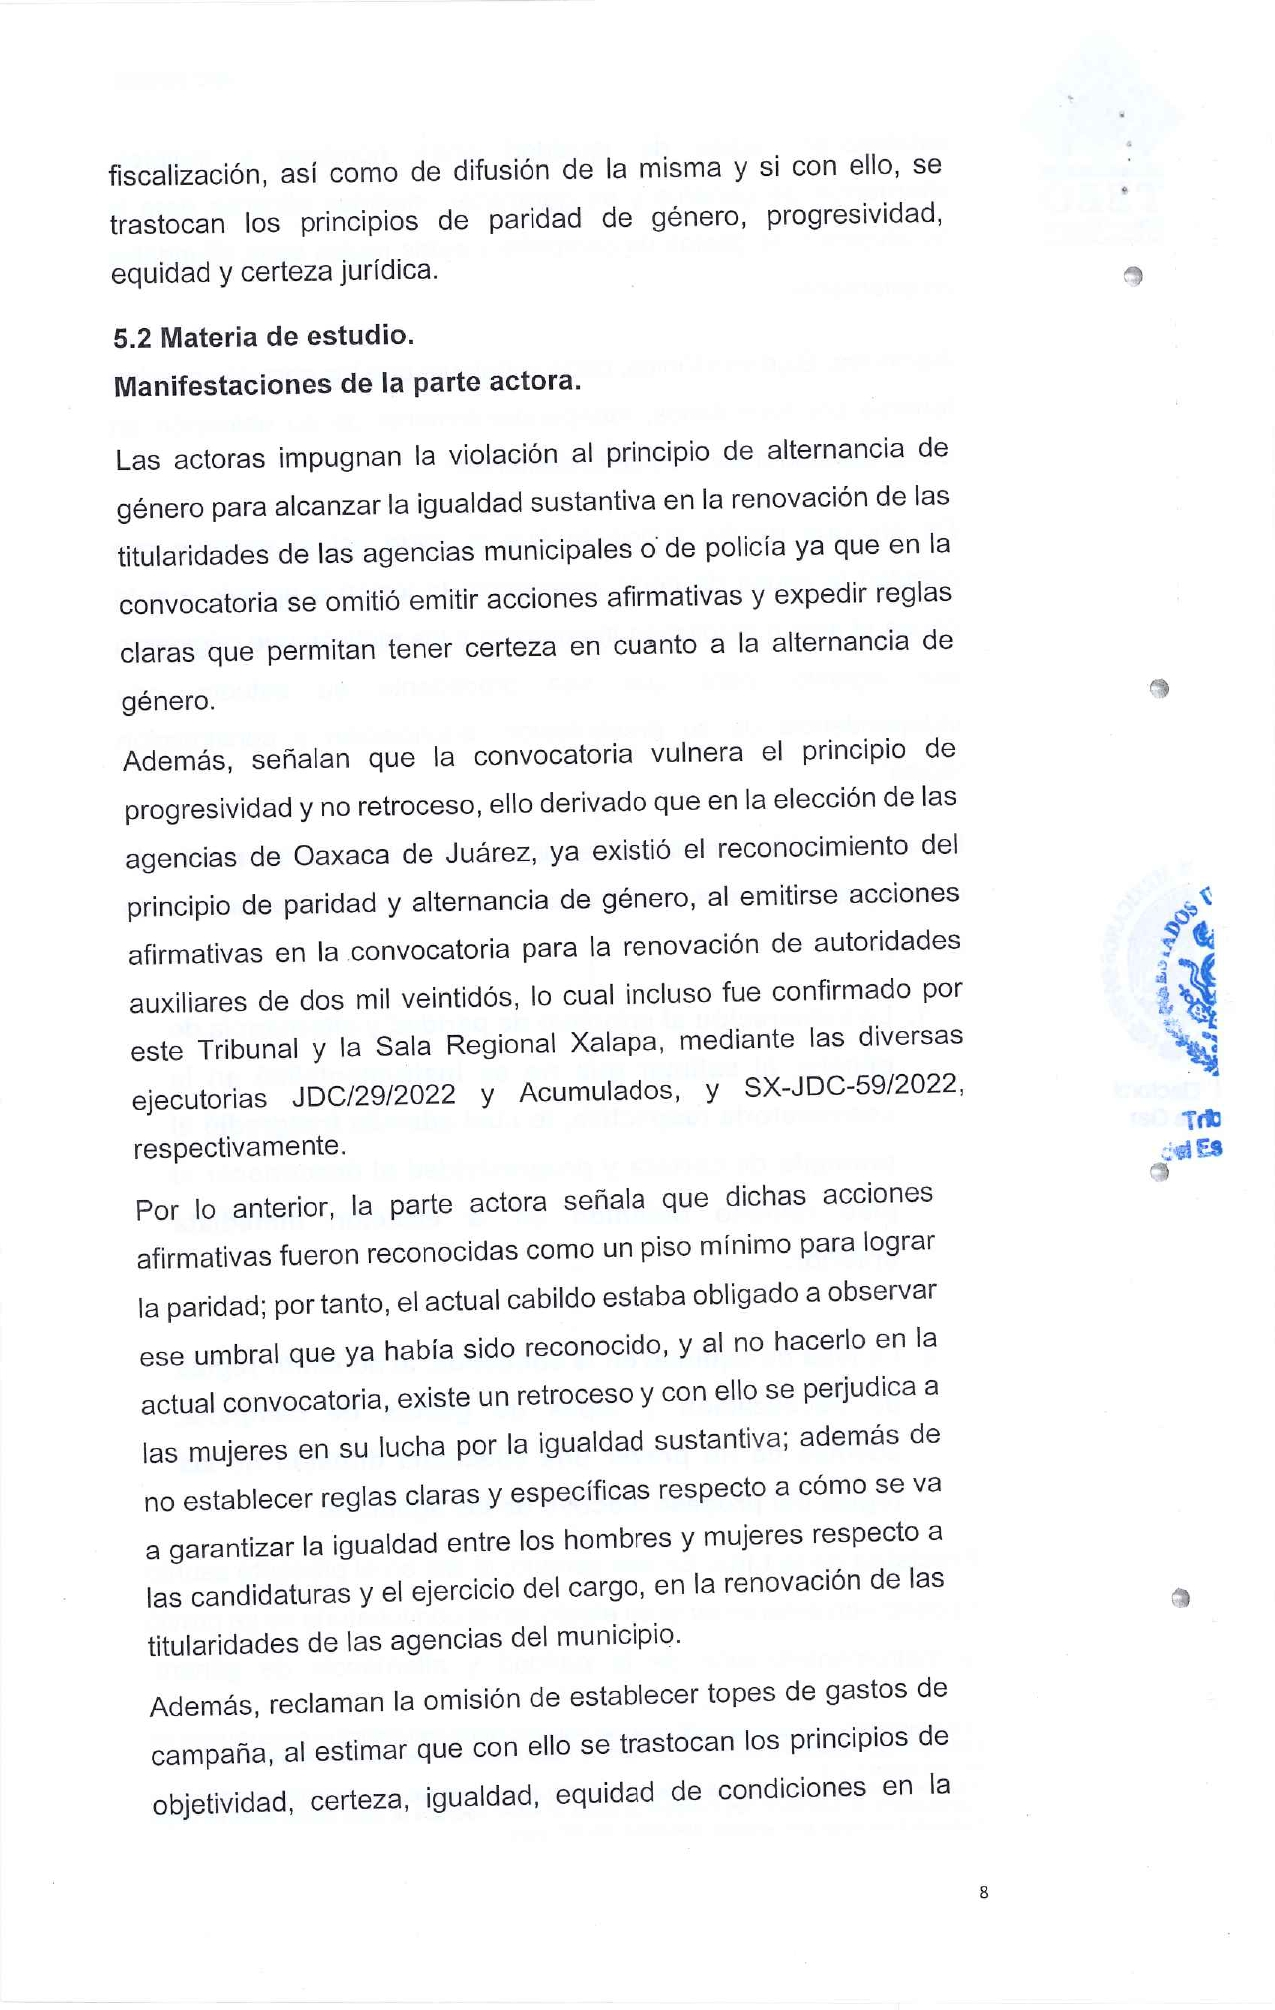 fiscalización, así como de difusión de la misma y si con ello, se
trastocan los principios de paridad de género, progresividad,
equidad y certeza jurídica.
5.2 Materia de estudio.
Manifestaciones de la parte actora.
Las actoras impugnan la violación al principio de alternancia de
género para alcanzar la igualdad sustantiva en la renovación de las
titularidades de las agencias municipales o de policía ya que en la
convocatoria se omitió emitir acciones afirmativas y expedir reglas
claras que permitan tener certeza en cuanto a la alternancia de
género.
Además, señalan que la convocatoria vulnera el principio de
progresividad y no retroceso, ello derivado que en la elección de las
agencias de Oaxaca de Juárez, ya existió el reconocimiento del
principio de paridad y alternancia de género, al emitirse acciones
afirmativas en la convocatoria para la renovación de autoridades
auxiliares de dos mil veintidós, lo cual incluso fue confirmado por
este Tribunal y la Sala Regional Xalapa, mediante las diversas
ejecutorias JDC/29/2022 y Acumulados, y SX-JDC-59/2022,
respectivamente.
Por lo anterior, la parte actora señala que dichas acciones
afirmativas fueron reconocidas como un piso mínimo para lograr
la paridad; por tanto, el actual cabildo estaba obligado a observar
ese umbral que ya había sido reconocido, y al no hacerlo en la
actual convocatoria, existe un retroceso y con ello se perjudica a
las mujeres en su lucha por la igualdad sustantiva; además de
no establecer reglas claras y específicas respecto a cómo se va
a garantizar la igualdad entre los hombres y mujeres respecto a
las candidaturas y el ejercicio del cargo, en la renovación de las
titularidades de las agencias del municipio.
Además, reclaman la omisión de establecer topes de gastos de
campaña, al estimar que con ello se trastocan los principios de
objetividad, certeza, igualdad, equidad de condiciones en la
8
Trib
del Es